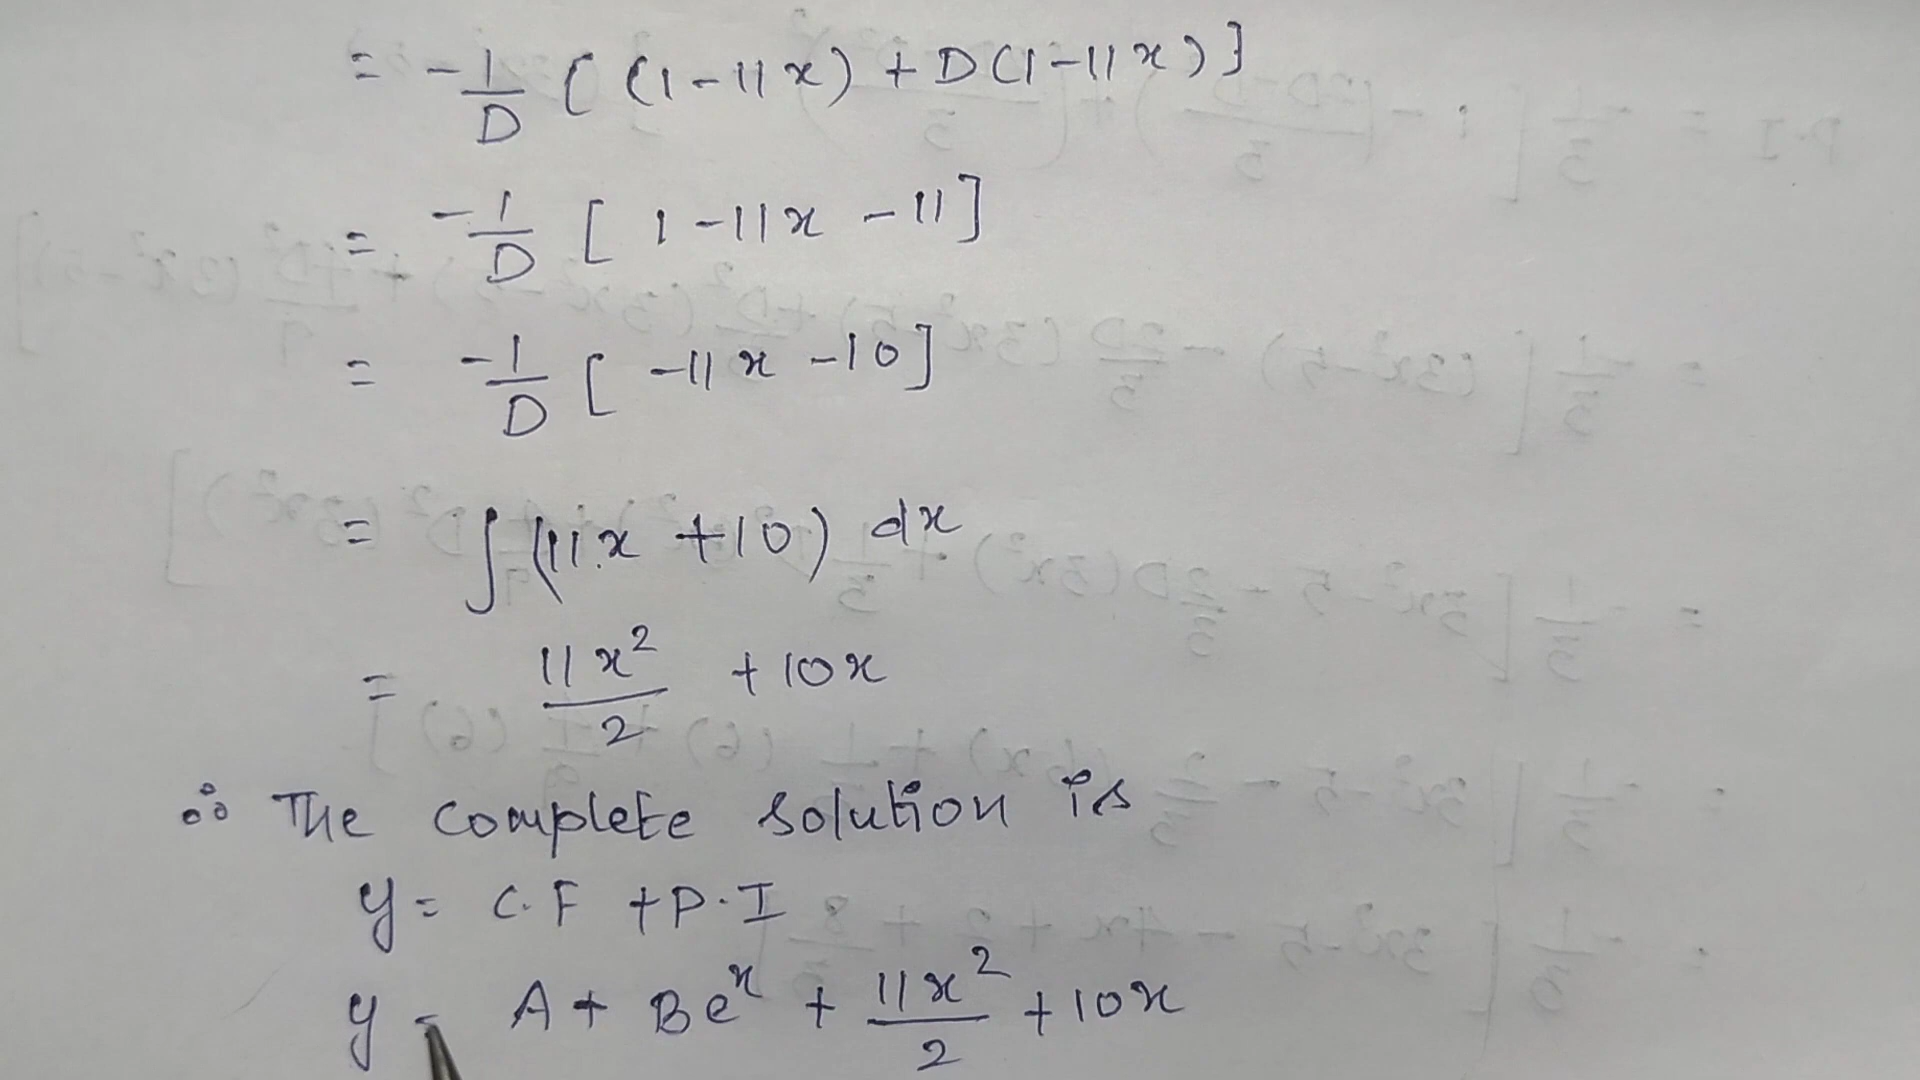 = -1/D [ (1-11x) + D(1-11x) ]
= -1/D [ 1-11x -11 ]
= -1/D [ -11x -10 ]
= ∫ (11x +10) dx
= 11x²/2 + 10x
∴ The complete solution is
y = C.F + P.I
y = A + Be^x + 11x²/2 + 10x